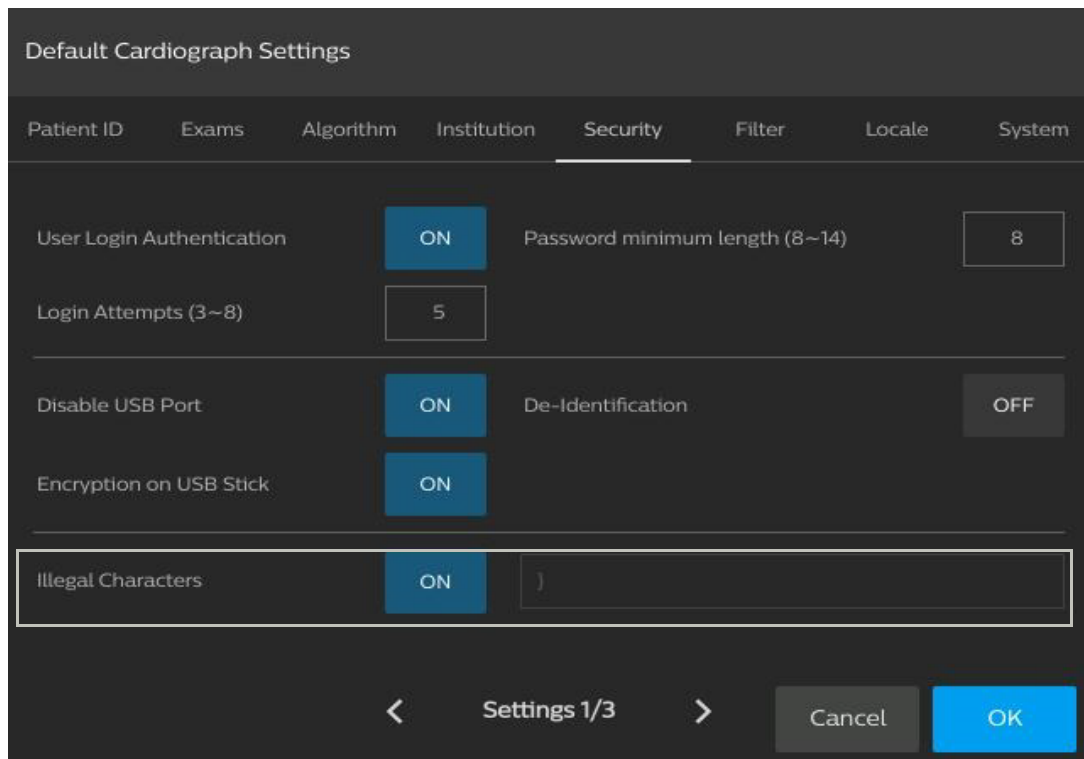 Default Cardiograph Settings
Patient ID Exams Algorithm Institution Security Filter Locale System
User Login Authentication ON Password minimum length (8~14) 8
Login Attempts (3~8) 5
Disable USB Port ON De-Identification OFF
Encryption on USB Stick ON
Illegal Characters ON }
< Settings 1/3 > Cancel OK